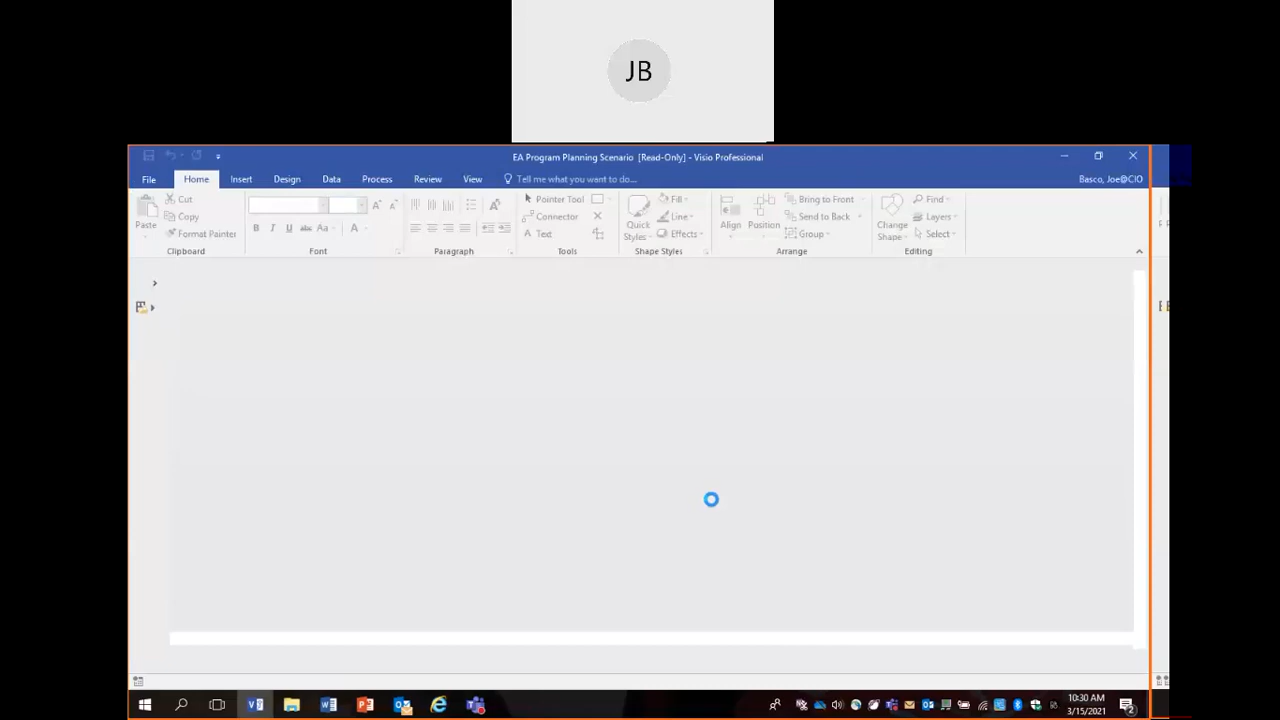 JB
EA Program Planning Scenario [Read-Only] - Visio Professional
File Home Insert Design Data Process Review View Tell me what you want to do... Basco, Joe@CIO
Paste
Cut
Copy
Format Painter
Clipboard
B I U abc Aa A
Font
Paragraph
Pointer Tool
Connector
Text
Tools
Quick Styles
Fill
Line
Effects
Shape Styles
Align
Position
Bring to Front
Send to Back
Group
Arrange
Change Shape
Find
Layers
Select
Editing
10:30 AM
3/15/2021
2